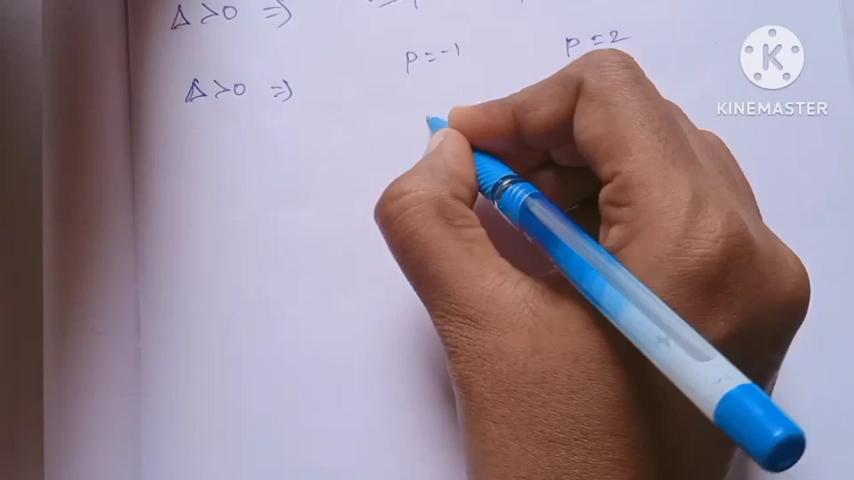 Δ >0 ⇒
p = -1 p = 2
Δ >0 ⇒
KINEMASTER